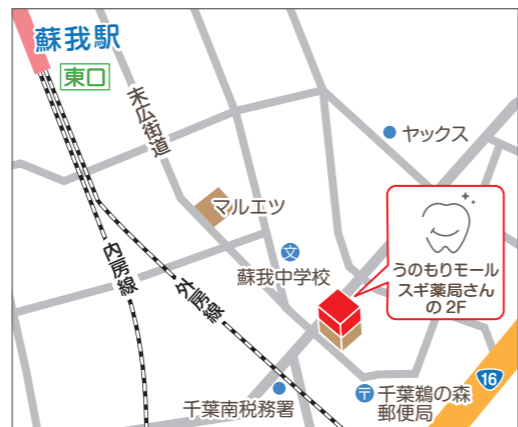 蘇我駅
東口
末広街道
ヤックス
マルエツ
文
蘇我中学校
内房線
外房線
うのもりモール
スギ薬局さん
の2F
16
千葉南税務署
〒千葉鵜の森
郵便局